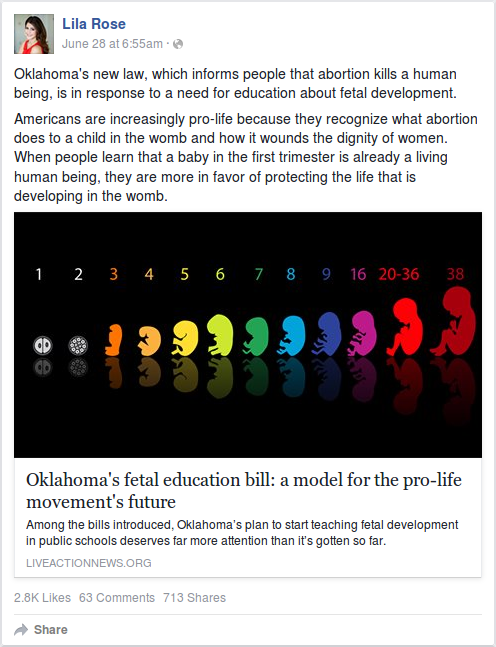 Lila Rose
June 28 at 6:55am ·
Oklahoma's new law, which informs people that abortion kills a human
being, is in response to a need for education about fetal development.
Americans are increasingly pro-life because they recognize what abortion
does to a child in the womb and how it wounds the dignity of women.
When people learn that a baby in the first trimester is already a living
human being, they are more in favor of protecting the life that is
developing in the womb.
1 2 3 4 5 6 7 8 9 16 20-36 38
Oklahoma's fetal education bill: a model for the pro-life
movement's future
Among the bills introduced, Oklahoma's plan to start teaching fetal development
in public schools deserves far more attention than it's gotten so far.
LIVEACTIONNEWS.ORG
2.8K Likes 63 Comments 713 Shares
Share